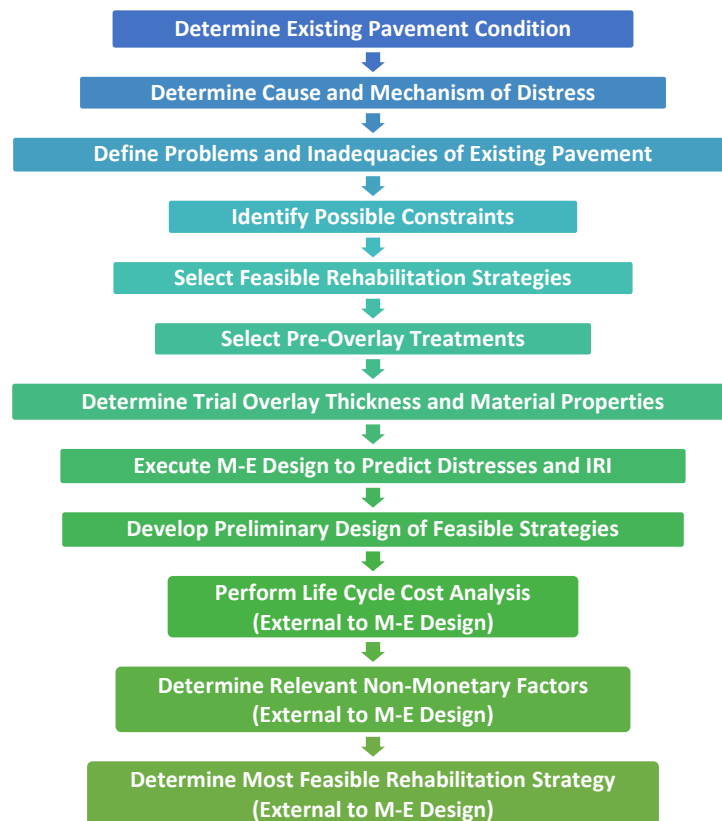 Determine Existing Pavement Condition
Determine Cause and Mechanism of Distress
Define Problems and Inadequacies of Existing Pavement
Identify Possible Constraints
Select Feasible Rehabilitation Strategies
Select Pre-Overlay Treatments
Determine Trial Overlay Thickness and Material Properties
Execute M-E Design to Predict Distresses and IRI
Develop Preliminary Design of Feasible Strategies
Perform Life Cycle Cost Analysis
(External to M-E Design)
Determine Relevant Non-Monetary Factors
(External to M-E Design)
Determine Most Feasible Rehabilitation Strategy
(External to M-E Design)